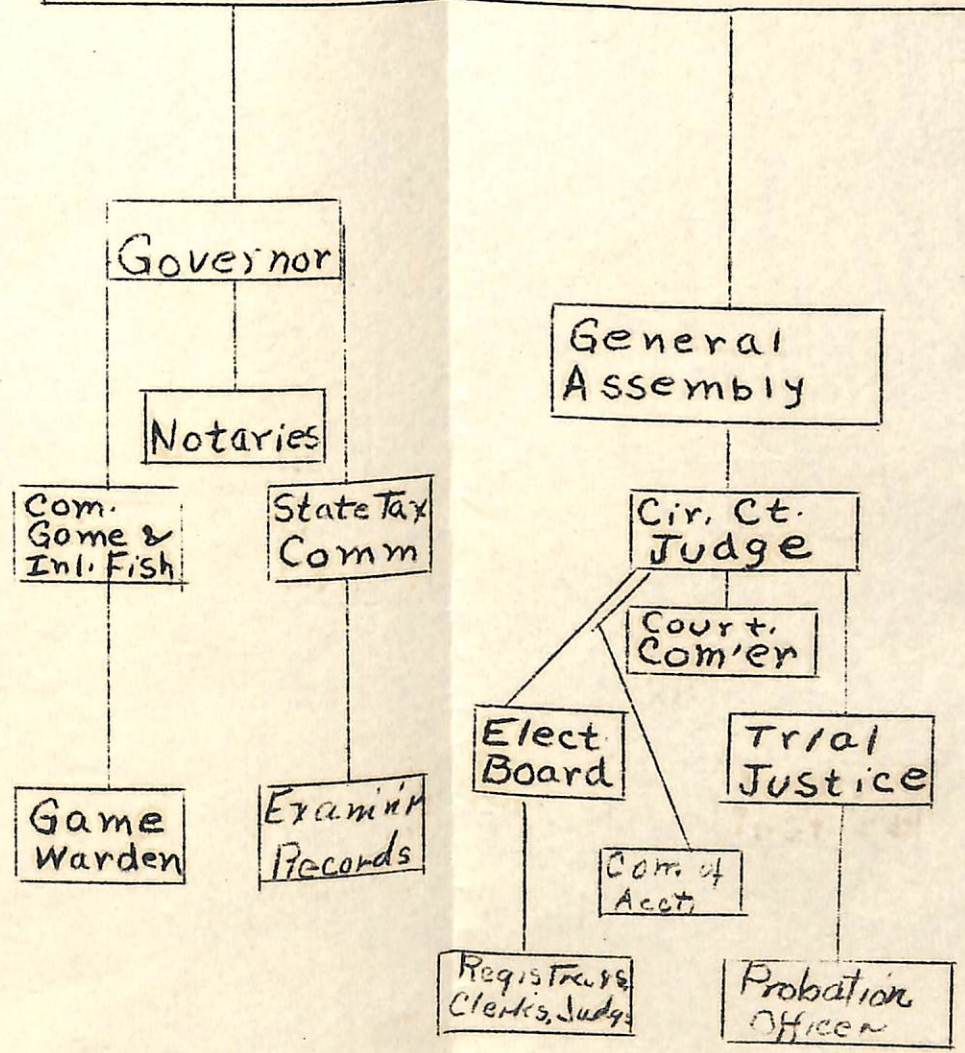 Governor
General
Assembly
Notaries
Com.
Game &
Inl. Fish
State Tax
Comm
Cir. Ct.
Judge
Court.
Com'er
Elect.
Board
Trial
Justice
Game
Warden
Examin'r
Records
Com. of
Acct.
Registrars
Clerks, Judgs
Probation
Officer